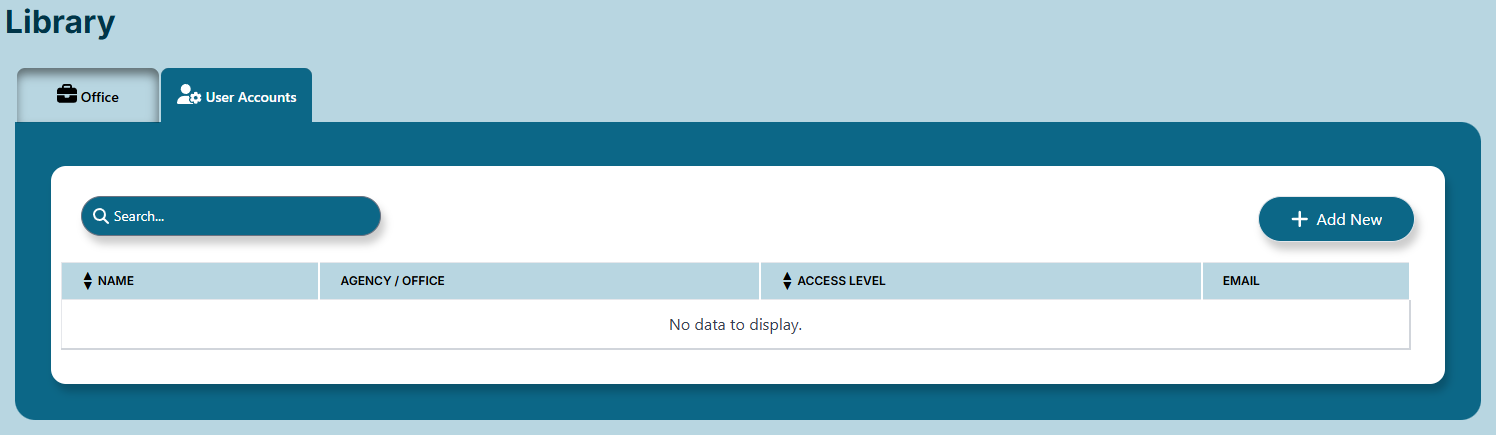 Library
Office
User Accounts
Search...
Add New
NAME
AGENCY / OFFICE
ACCESS LEVEL
EMAIL
No data to display.